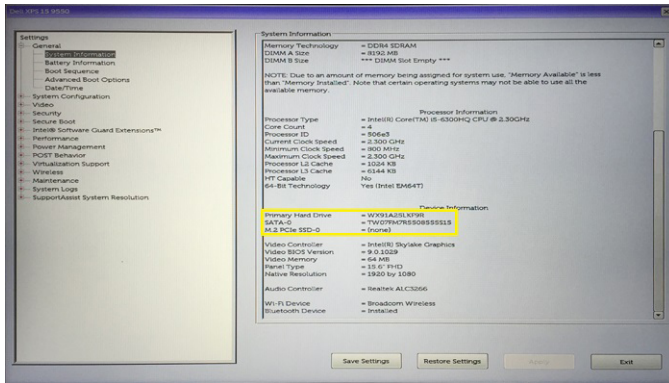 Dell XPS 15 9550
Settings
General
System Information
Battery Information
Boot Sequence
Advanced Boot Options
Date/Time
System Configuration
Video
Security
Secure Boot
Intel® Software Guard Extensions™
Performance
Power Management
POST Behavior
Virtualization Support
Wireless
Maintenance
System Logs
SupportAssist System Resolution
System Information
Memory Technology = DDR4 SDRAM
DIMM A Size = 8192 MB
DIMM B Size *** DIMM Slot Empty ***
NOTE: Due to an amount of memory being assigned for system use, "Memory Available" is less
than "Memory Installed". Note that certain operating systems may not be able to use all the
available memory.
Processor Information
Processor Type = Intel(R) Core(TM) i5-6300HQ CPU @ 2.30GHz
Core Count = 4
Processor ID = 506e3
Current Clock Speed = 2.300 GHz
Minimum Clock Speed = 800 MHz
Maximum Clock Speed = 2.300 GHz
Processor L2 Cache = 1024 KB
Processor L3 Cache = 6144 KB
HT Capable No
64-Bit Technology Yes (Intel EM64T)
Device Information
Primary Hard Drive
SATA-0
M.2 PCIe SSD-0 = (none)
Video Controller = Intel(R) Skylake Graphics
Video BIOS Version = 9.0.1029
Video Memory = 64 MB
Panel Type = 15.6" FHD
Native Resolution = 1920 by 1080
Audio Controller = Realtek ALC3266
Wi-Fi Device = Broadcom Wireless
Bluetooth Device = Installed
Save Settings
Restore Settings
Apply
Exit